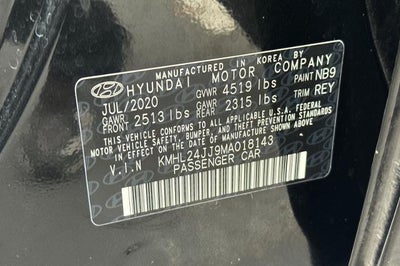 MANUFACTURED IN KOREA BY
HYUNDAI MOTOR COMPANY
JUL/2020 GVWR 4519 lbs PAINT NB9
GAWR FRONT 2513 lbs GAWR REAR 2315 lbs TRIM REY
THIS VEHICLE CONFORMS TO ALL APPLICABLE U.S.A. FEDERAL
MOTOR VEHICLE SAFETY, BUMPER, AND THEFT PREVENTION
STANDARDS IN EFFECT ON THE DATE OF MANUFACTURE SHOWN ABOVE.
V.I.N KMHL24JJ9MA018143
PASSENGER CAR